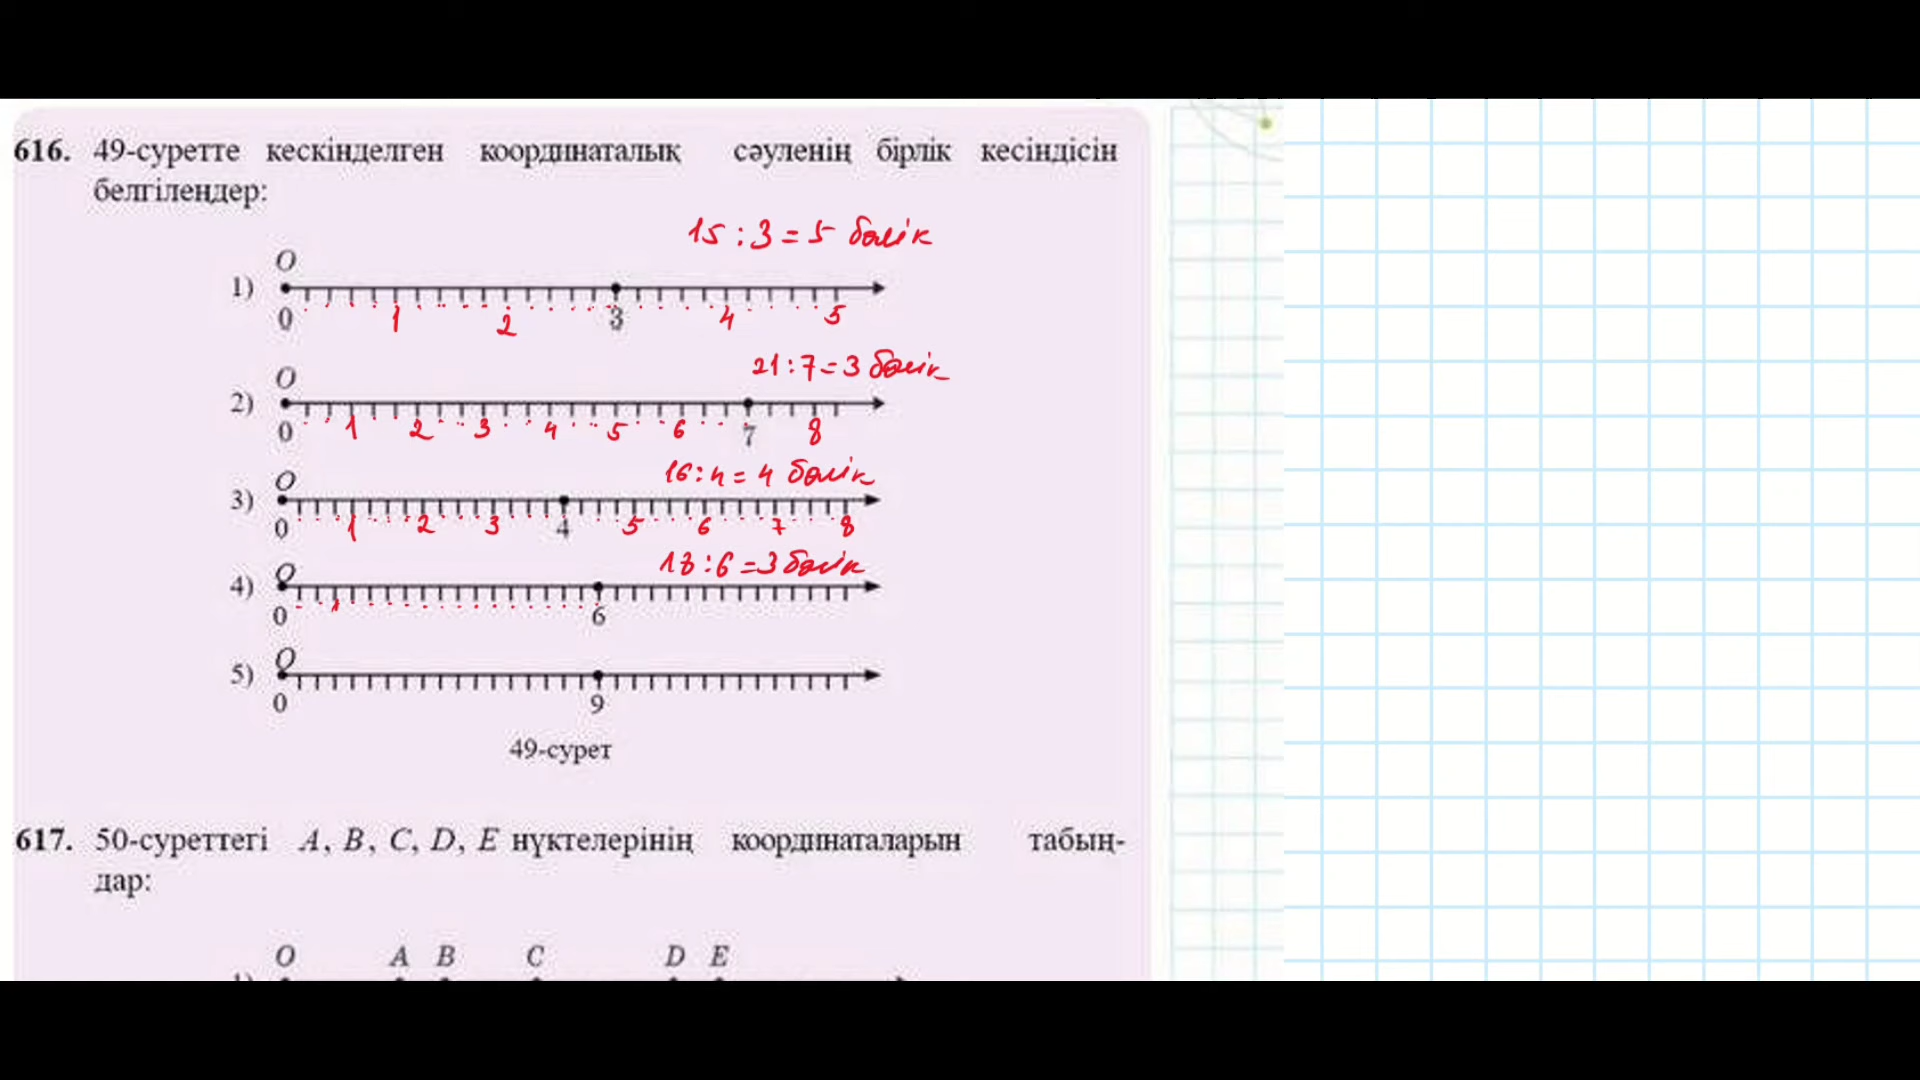 616. 49-суретте кескінделген координаталық сәуленің бірлік кесіндісін
белгілеңдер:
15 : 3 = 5 бөлік
O
1)
0 1 2 3 4 5
21 : 7 = 3 бөлік
O
2)
0 1 2 3 4 5 6 7 8
16 : 4 = 4 бөлік
O
3)
0 1 2 3 4 5 6 7 8
18 : 6 = 3 бөлік
O
4)
0 1 6
O
5)
0 9
49-сурет
617. 50-суреттегі A, B, C, D, E нүктелерінің координаталарын табың-
дар:
O A B C D E